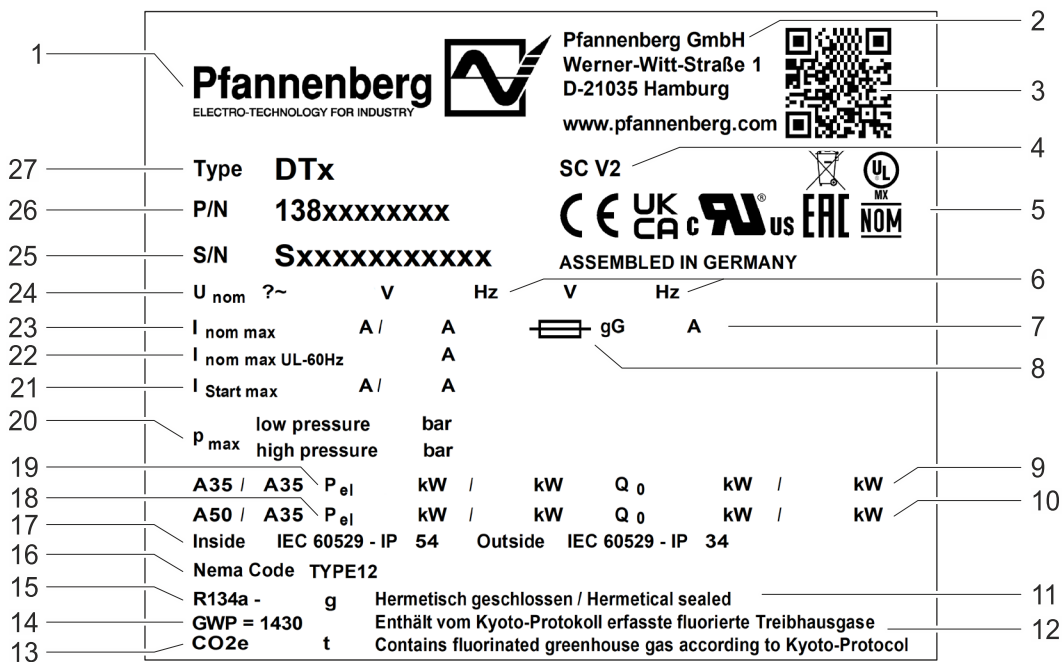 1
Pfannenberg
ELECTRO-TECHNOLOGY FOR INDUSTRY
Pfannenberg GmbH
Werner-Witt-Straße 1
D-21035 Hamburg
www.pfannenberg.com
2
3
4
27 Type DTx SC V2
UL
MX
26 P/N 138xxxxxxxx CE UK CA c RU ® US EAC NOM 5
25 S/N Sxxxxxxxxxxx ASSEMBLED IN GERMANY
24 U nom ?~ V Hz V Hz 6
23 I nom max A / A gG A 7
22 I nom max UL-60Hz A 8
21 I Start max A / A
20 p max low pressure bar
high pressure bar
19 A35 / A35 P el kW / kW Q 0 kW / kW 9
18 A50 / A35 P el kW / kW Q 0 kW / kW 10
17 Inside IEC 60529 - IP 54 Outside IEC 60529 - IP 34
16 Nema Code TYPE12
15 R134a - g Hermetisch geschlossen / Hermetical sealed 11
14 GWP = 1430 Enthält vom Kyoto-Protokoll erfasste fluorierte Treibhausgase 12
13 CO2e t Contains fluorinated greenhouse gas according to Kyoto-Protocol